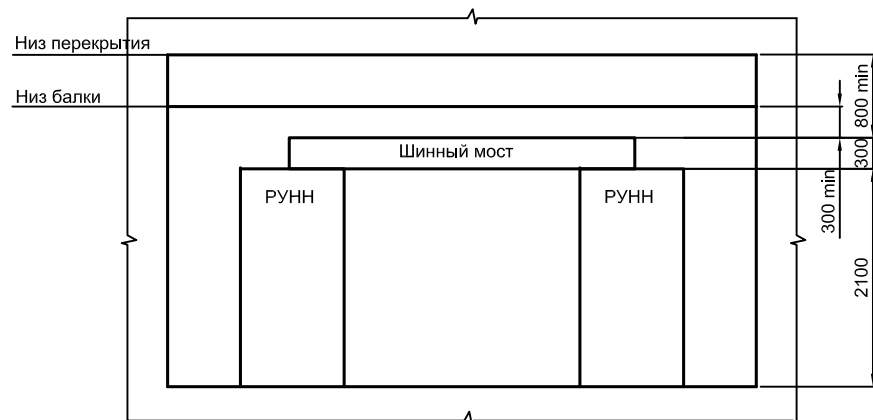 Низ перекрытия
Низ балки
Шинный мост
РУНН
РУНН
800 min
300
300 min
2100